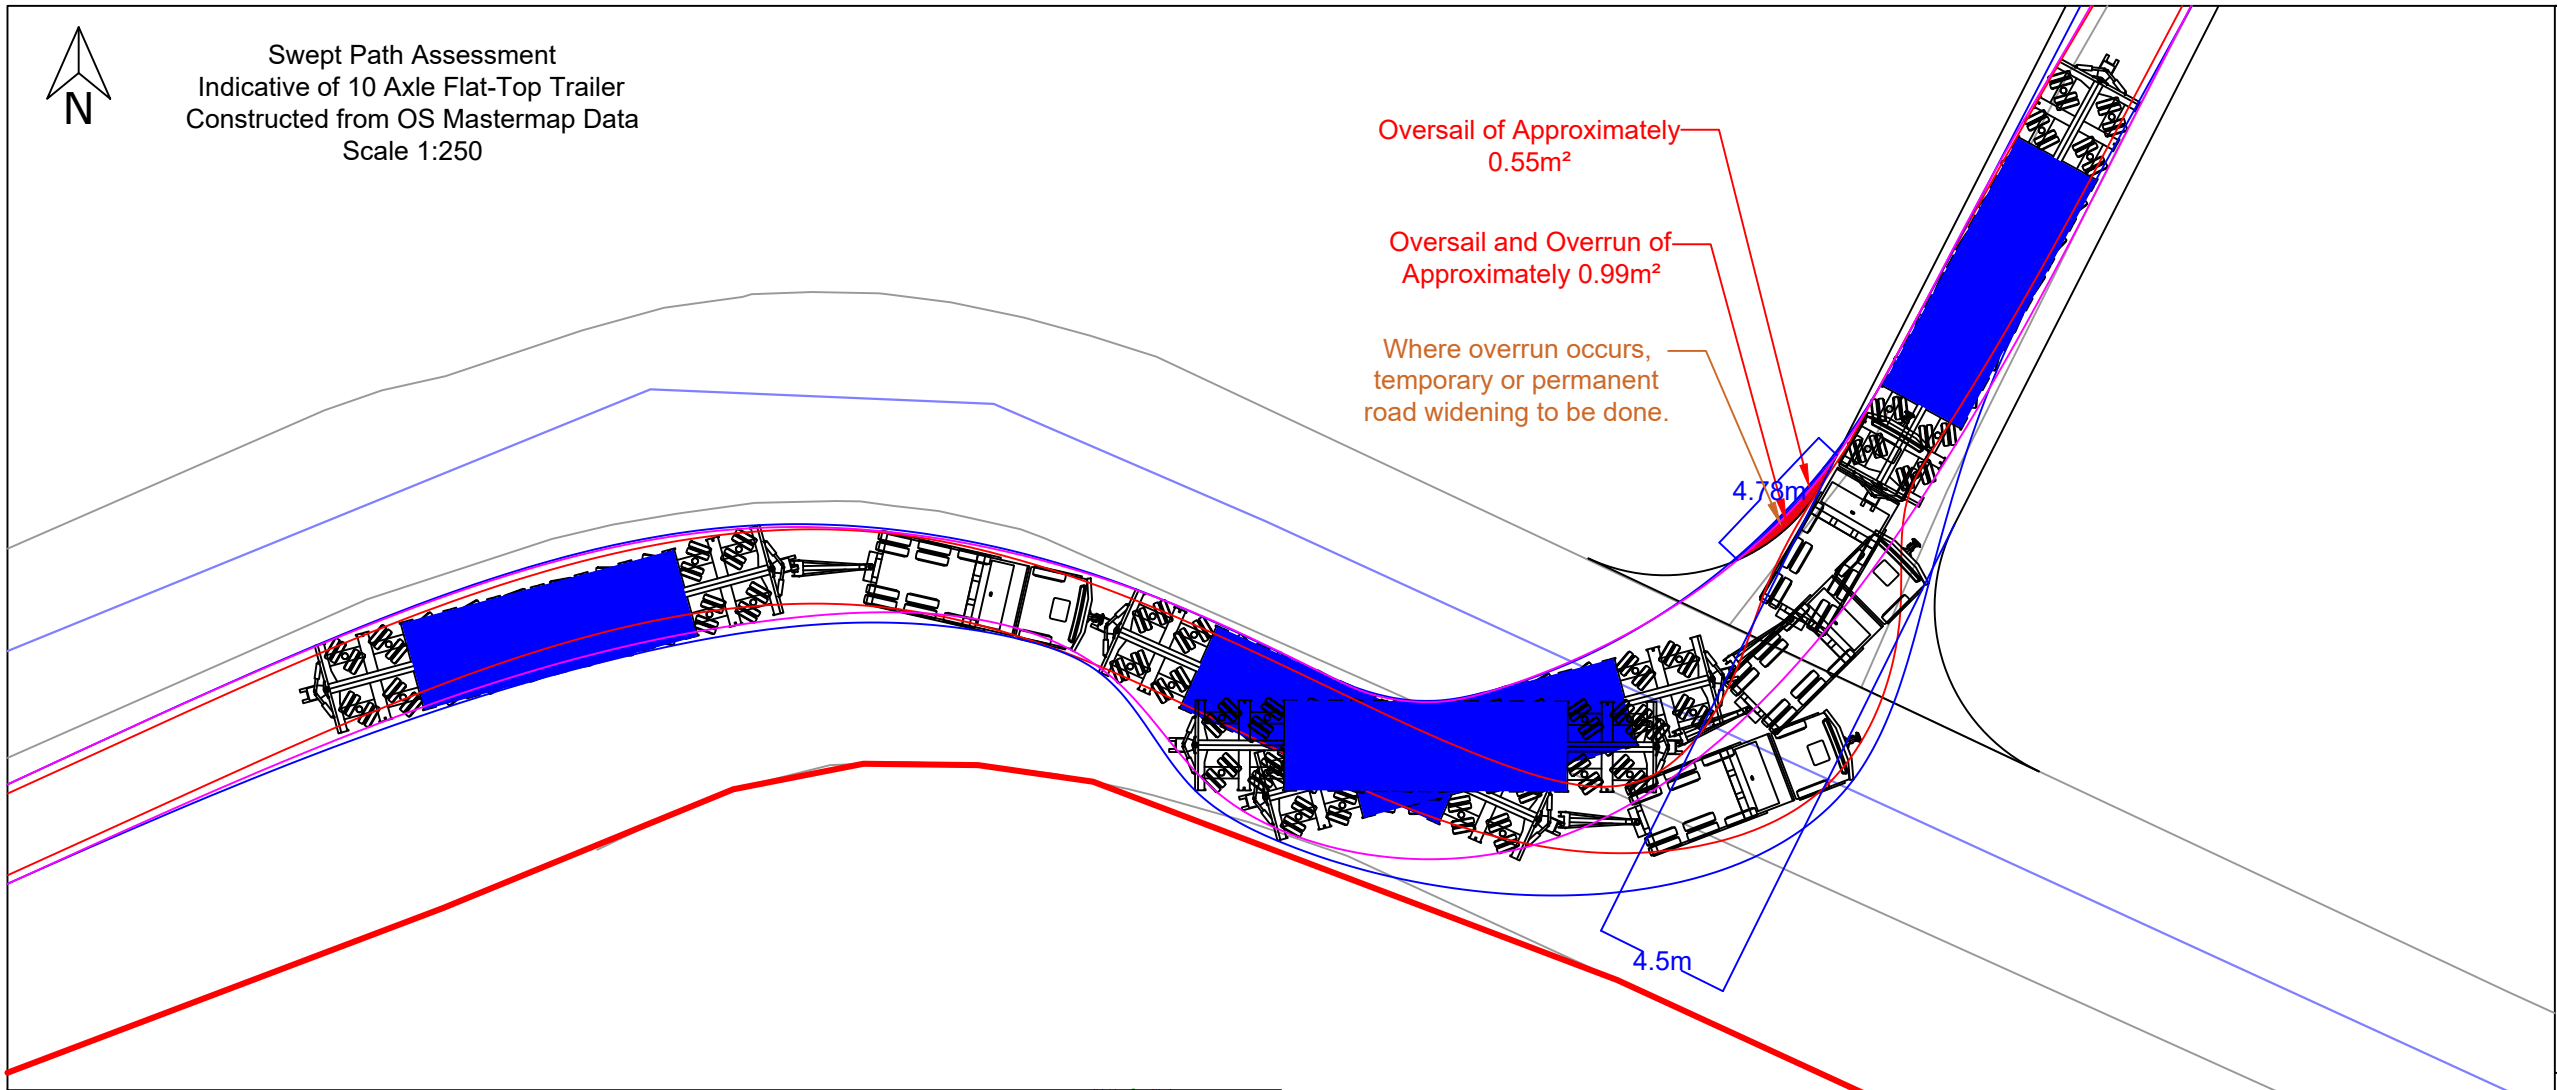 Swept Path Assessment
Indicative of 10 Axle Flat-Top Trailer
Constructed from OS Mastermap Data
Scale 1:250
N
Oversail of Approximately
0.55m²
Oversail and Overrun of
Approximately 0.99m²
Where overrun occurs,
temporary or permanent
road widening to be done.
4.78m
4.5m